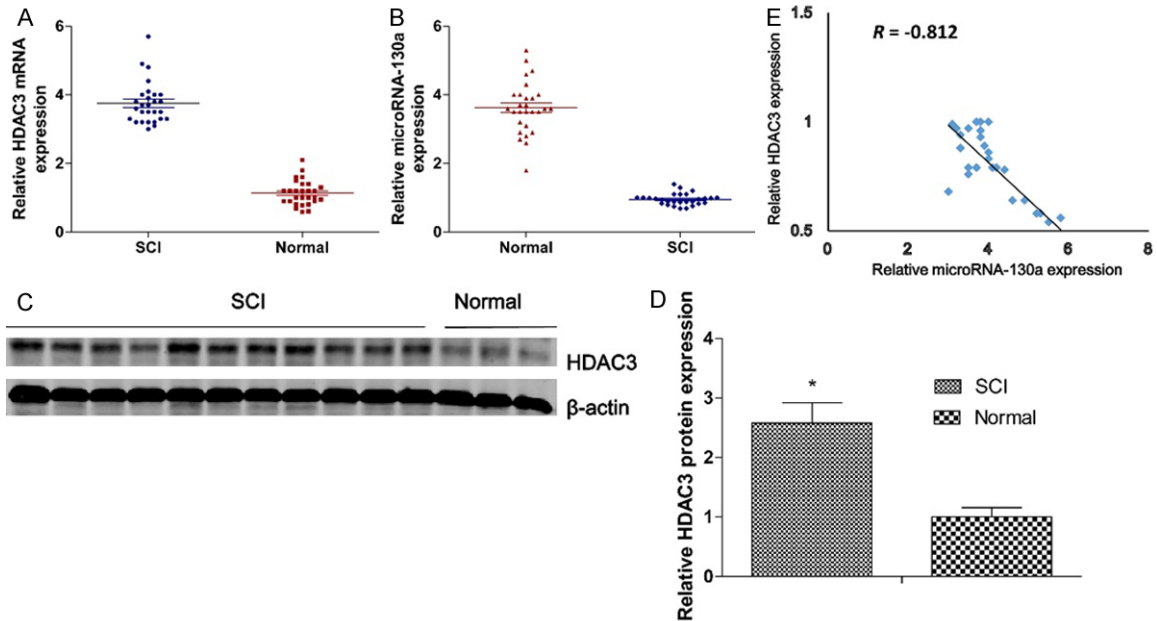 A
Relative HDAC3 mRNA
expression
6
4
2
0
SCI
Normal
B
Relative microRNA-130a
expression
6
4
2
0
Normal
SCI
E
Relative HDAC3 expression
1.5
1
0.5
R = -0.812
0
2
4
6
8
Relative microRNA-130a expression
C
SCI
Normal
HDAC3
β-actin
D
Relative HDAC3 protein expression
4
3
2
1
0
*
SCI
Normal